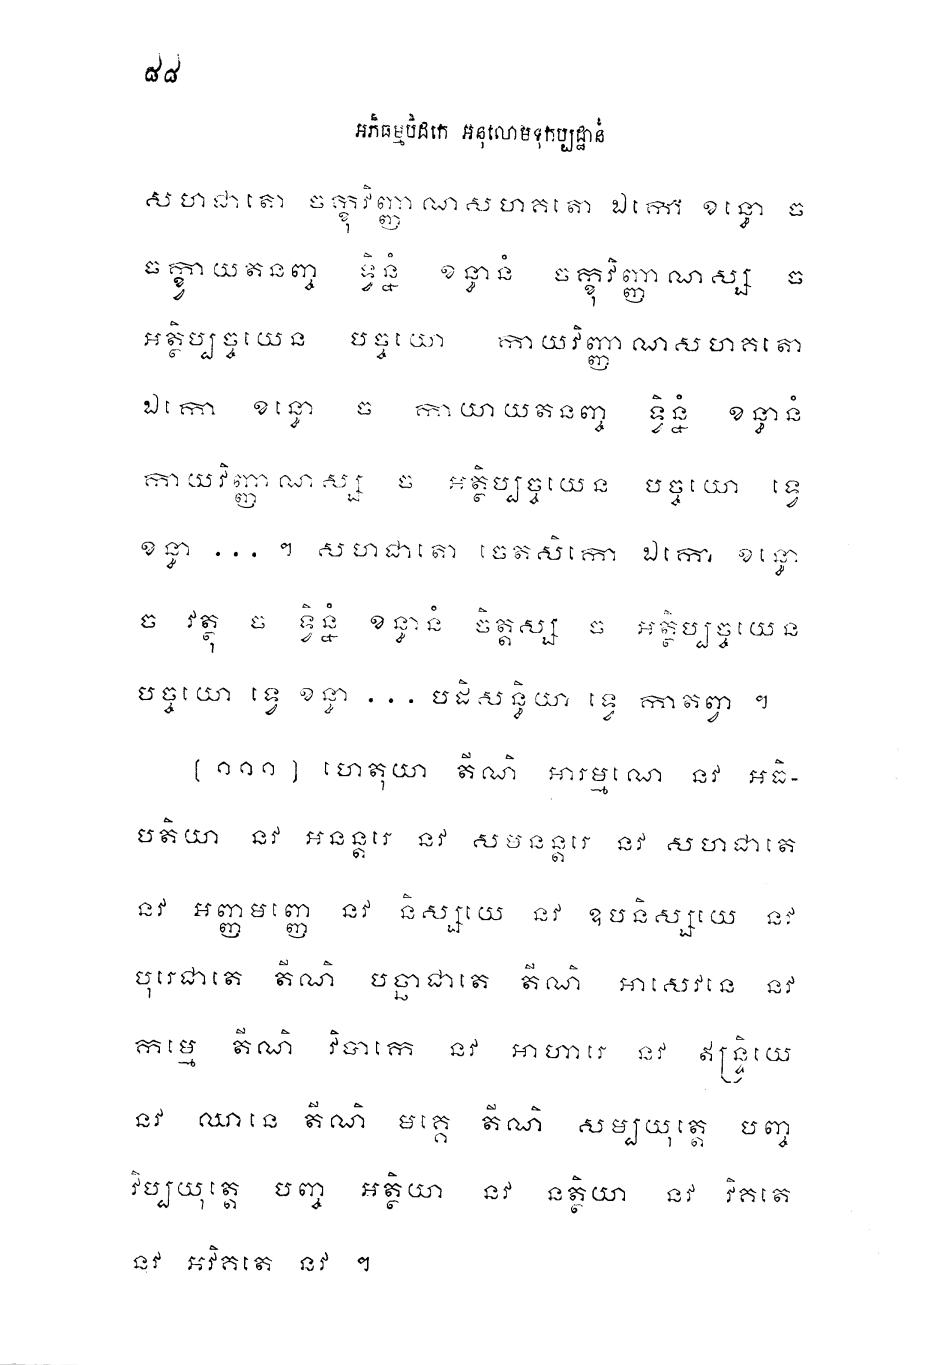 ៨៨
អភិធម្មបិដកេ អនុលោមទុកប្បដ្ឋានំ
សហជាតោ ចក្ខុវិញ្ញាណសហគតោ ឯកោ ខន្ធោ ច
ចក្ខ្វាយតនញ្ច ទ្វិន្នំ ខន្ធានំ ចក្ខុវិញ្ញាណស្ស ច
អត្ថិប្បច្ចយេន បច្ចយោ កាយវិញ្ញាណសហគតោ
ឯកោ ខន្ធោ ច កាយាយតនញ្ច ទ្វិន្នំ ខន្ធានំ
កាយវិញ្ញាណស្ស ច អត្ថិប្បច្ចយេន បច្ចយោ ទ្វេ
ខន្ធា ... ។ សហជាតោ ចេតសិកោ ឯកោ ខន្ធោ
ច វត្ថុ ច ទ្វិន្នំ ខន្ធានំ ចិត្តស្ស ច អត្ថិប្បច្ចយេន
បច្ចយោ ទ្វេ ខន្ធា ... បដិសន្ធិយា ទ្វេ កាតព្វា ។
(១១១) ហេតុយា តីណិ អារម្មណេ នវ អធិ-
បតិយា នវ អនន្តរេ នវ សមនន្តរេ នវ សហជាតេ
នវ អញ្ញមញ្ញេ នវ និស្សយេ នវ ឧបនិស្សយេ នវ
បុរេជាតេ តីណិ បច្ឆាជាតេ តីណិ អាសេវនេ នវ
កម្មេ តីណិ វិបាកេ នវ អាហារេ នវ ឥន្ទ្រិយេ
នវ ឈានេ តីណិ មគ្គេ តីណិ សម្បយុត្តេ បញ្ច
វិប្បយុត្តេ បញ្ច អត្ថិយា នវ នត្ថិយា នវ វិគតេ
នវ អវិគតេ នវ ។